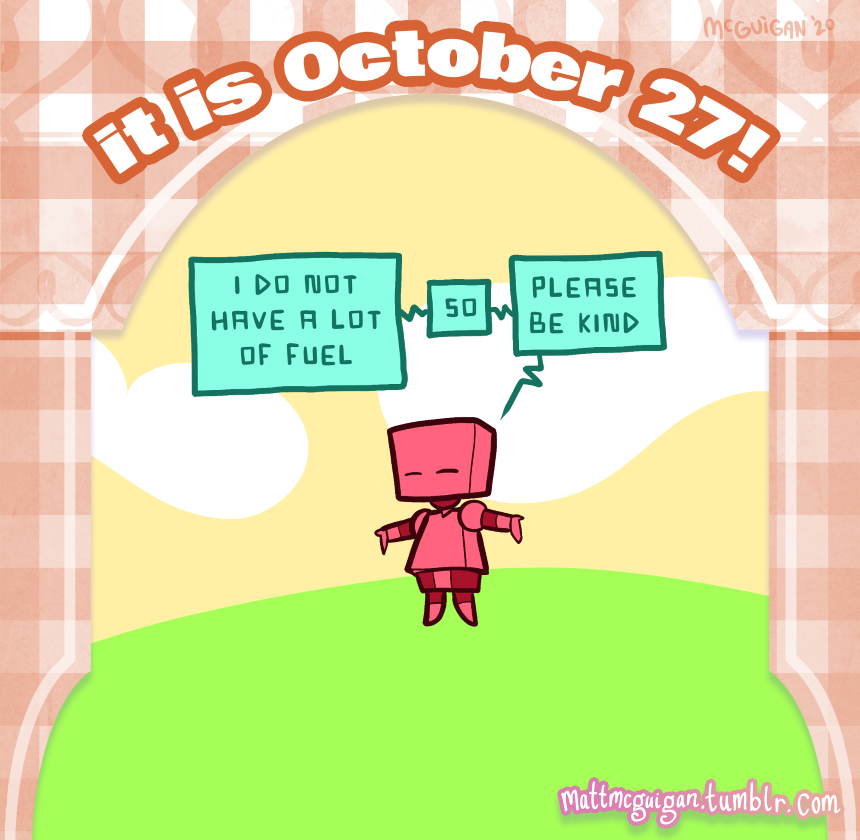 McGUiGAN '20
it is October 27!
I DO NOT
HAVE A LOT
OF FUEL
SO
PLEASE
BE KIND
mattmcguigan.tumblr.com